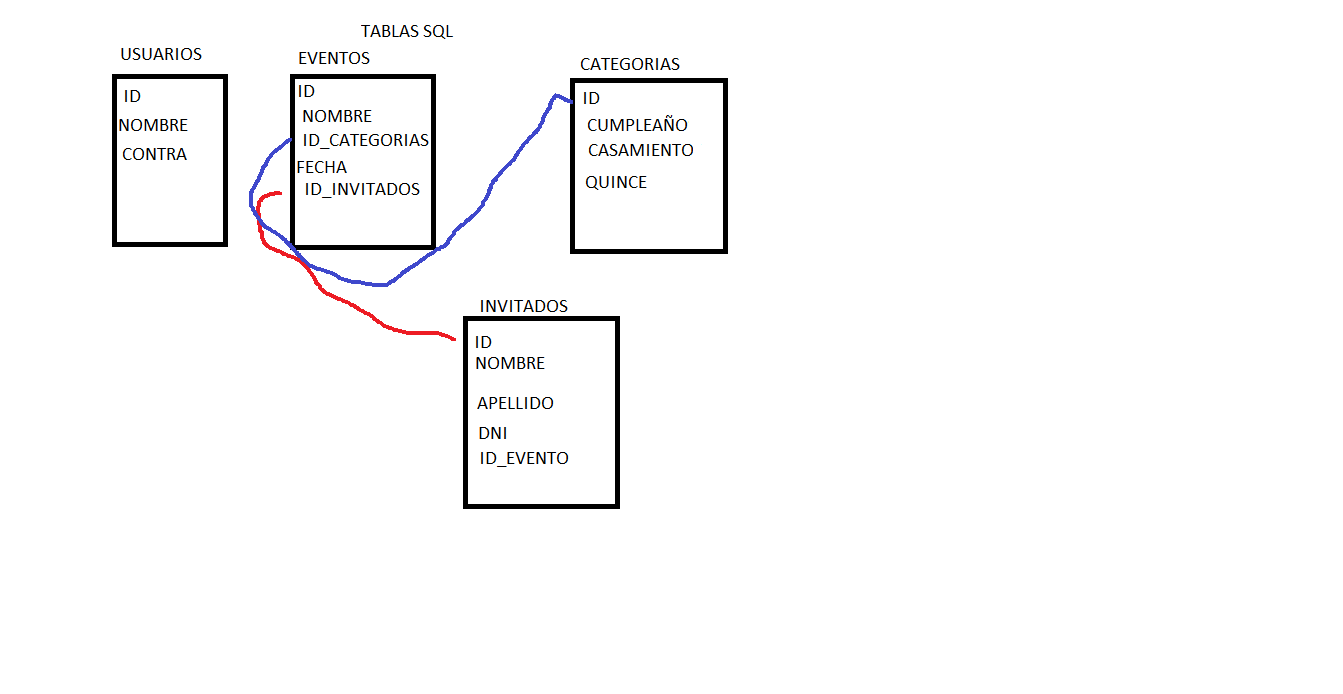 TABLAS SQL
USUARIOS
ID
NOMBRE
CONTRA
EVENTOS
ID
NOMBRE
ID_CATEGORIAS
FECHA
ID_INVITADOS
CATEGORIAS
ID
CUMPLEAÑO
CASAMIENTO
QUINCE
INVITADOS
ID
NOMBRE
APELLIDO
DNI
ID_EVENTO